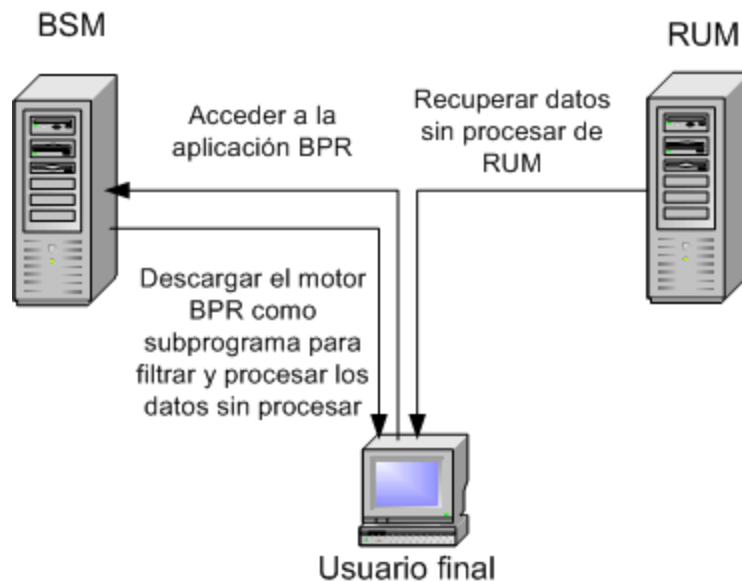 BSM
RUM
Acceder a la
aplicación BPR
Recuperar datos
sin procesar de
RUM
Descargar el motor
BPR como
subprograma para
filtrar y procesar los
datos sin procesar
Usuario final